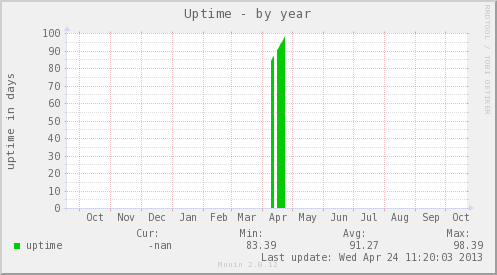 Uptime - by year
RRDTOOL / TOBI OETIKER
uptime in days
100
90
80
70
60
50
40
30
20
10
0
Oct Nov Dec Jan Feb Mar Apr May Jun Jul Aug Sep Oct
Cur: Min: Avg: Max:
uptime -nan 83.39 91.27 98.39
Last update: Wed Apr 24 11:20:03 2013
Munin 2.0.12